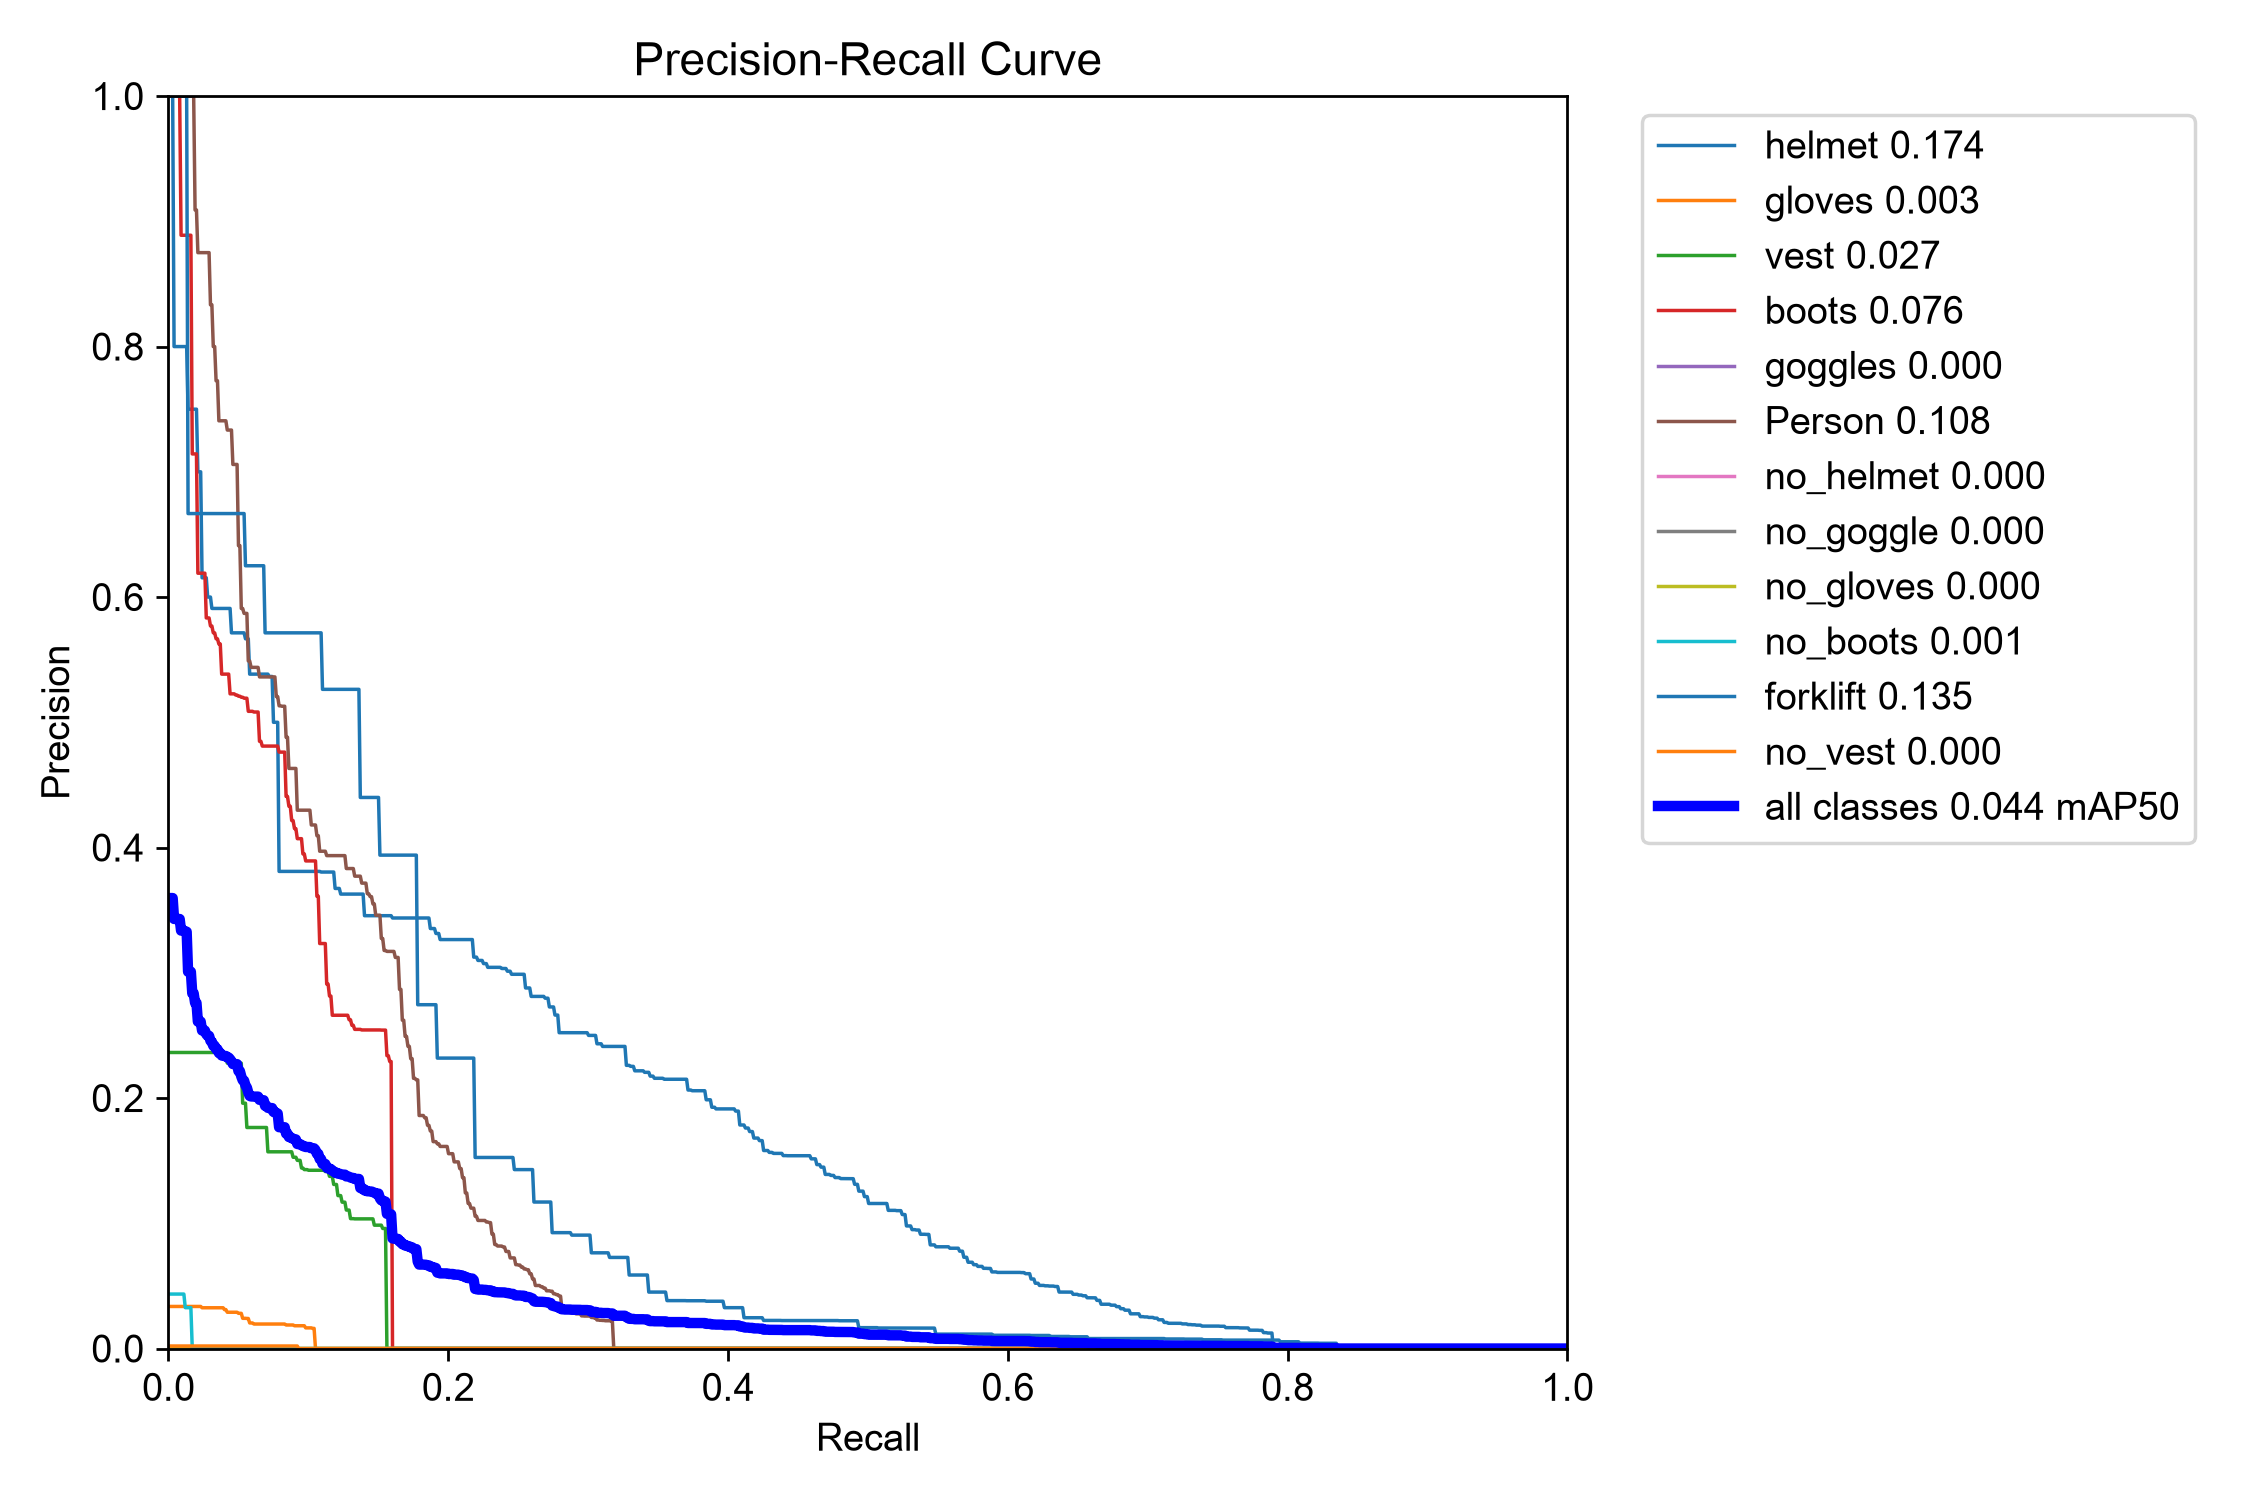 Precision-Recall Curve
1.0
0.8
0.6
0.4
0.2
0.0
Precision
0.0 0.2 0.4 0.6 0.8 1.0
Recall
helmet 0.174
gloves 0.003
vest 0.027
boots 0.076
goggles 0.000
Person 0.108
no_helmet 0.000
no_goggle 0.000
no_gloves 0.000
no_boots 0.001
forklift 0.135
no_vest 0.000
all classes 0.044 mAP50